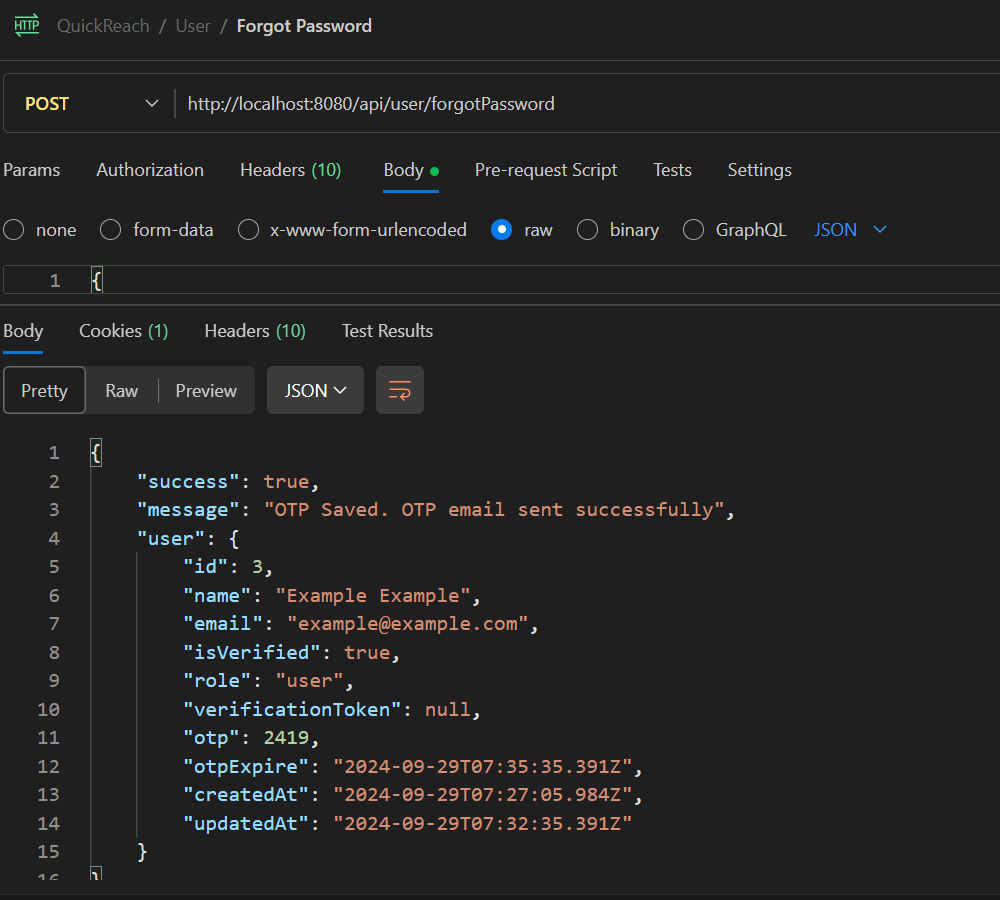 HTTP QuickReach / User / Forgot Password
POST http://localhost:8080/api/user/forgotPassword
Params Authorization Headers (10) Body Pre-request Script Tests Settings
none form-data x-www-form-urlencoded raw binary GraphQL JSON
1 {
Body Cookies (1) Headers (10) Test Results
Pretty Raw Preview JSON
1 {
2 "success": true,
3 "message": "OTP Saved. OTP email sent successfully",
4 "user": {
5 "id": 3,
6 "name": "Example Example",
7 "email": "example@example.com",
8 "isVerified": true,
9 "role": "user",
10 "verificationToken": null,
11 "otp": 2419,
12 "otpExpire": "2024-09-29T07:35:35.391Z",
13 "createdAt": "2024-09-29T07:27:05.984Z",
14 "updatedAt": "2024-09-29T07:32:35.391Z"
15 }
16 }